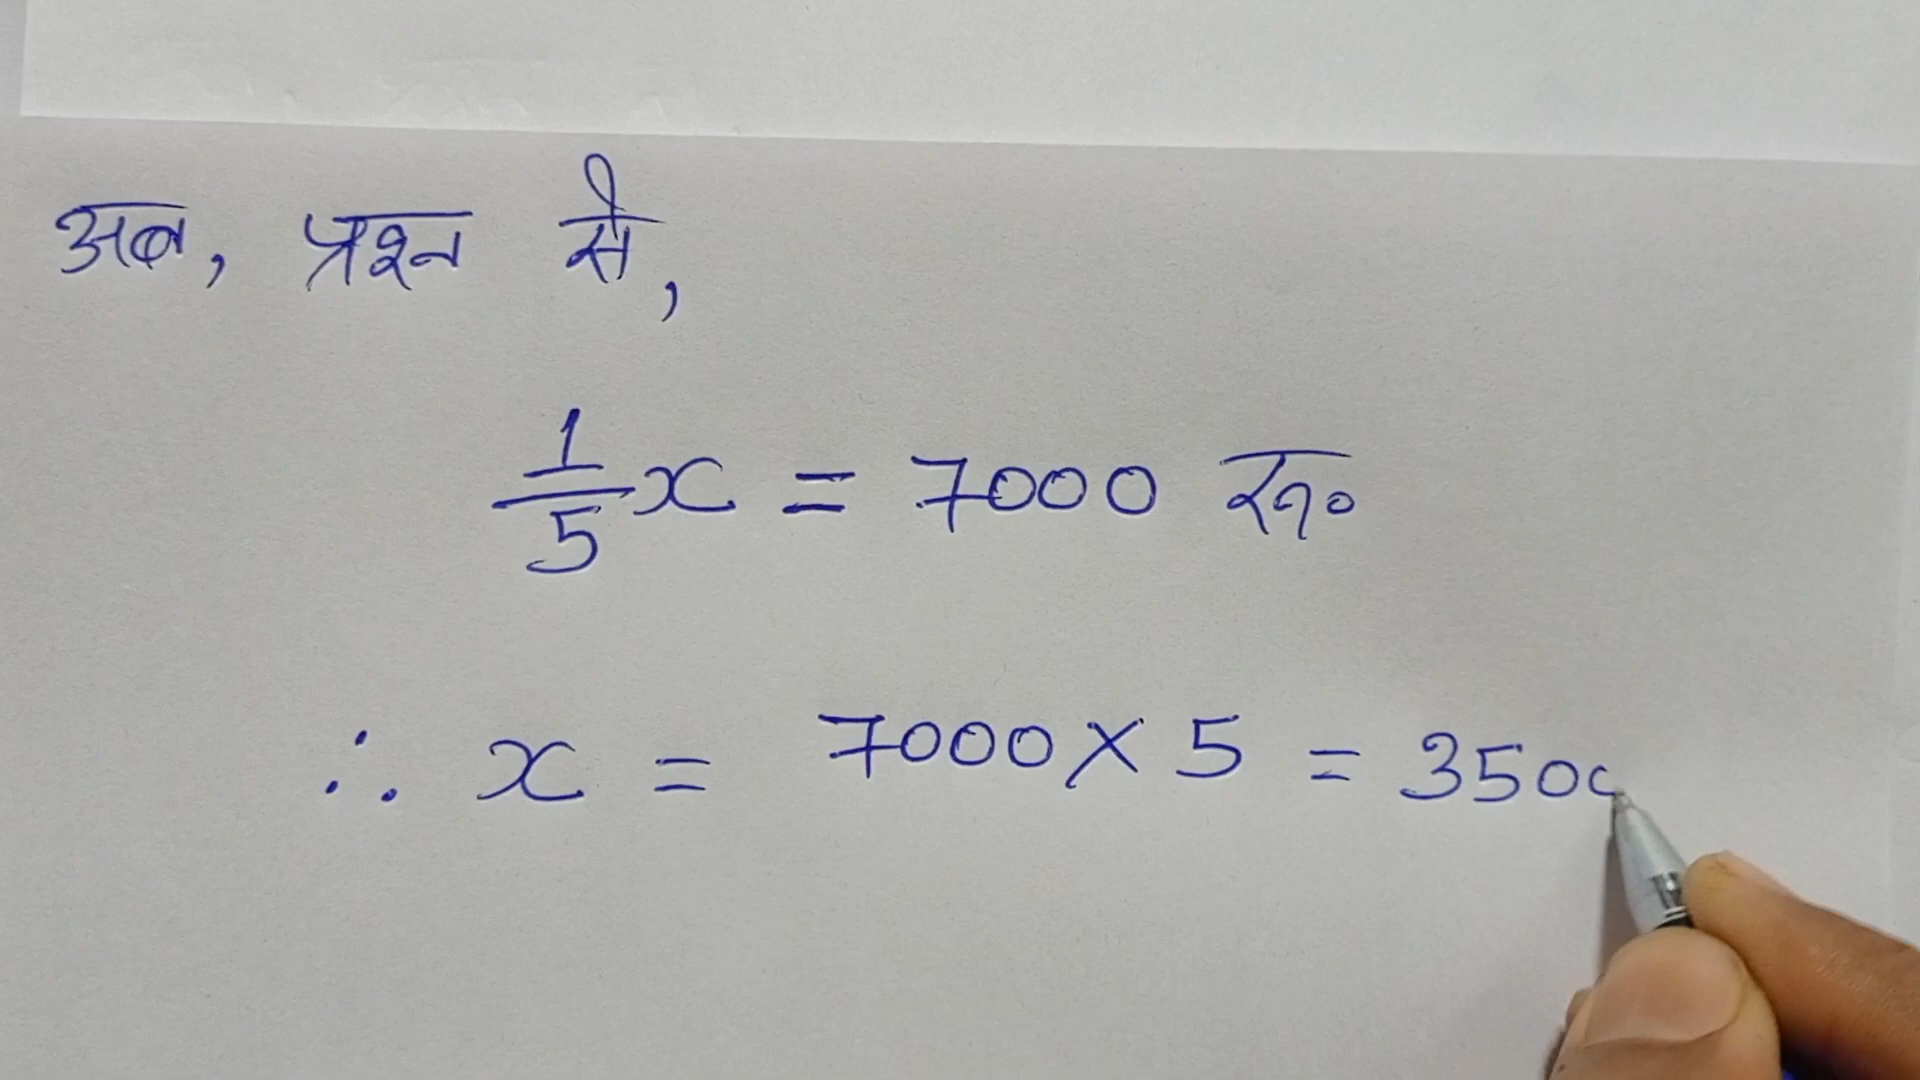 अब, प्रश्न से,
1/5 x = 7000 रु०
∴ x = 7000 × 5 = 3500